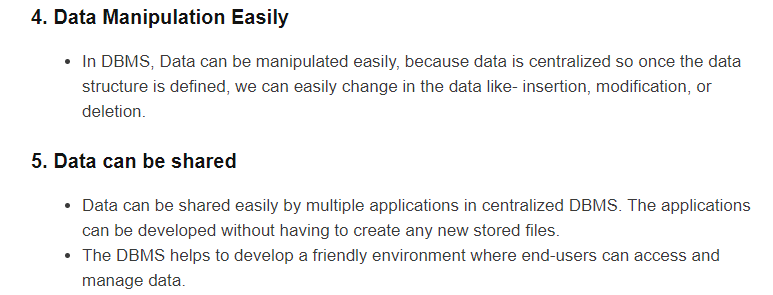 4. Data Manipulation Easily
• In DBMS, Data can be manipulated easily, because data is centralized so once the data
structure is defined, we can easily change in the data like- insertion, modification, or
deletion.
5. Data can be shared
• Data can be shared easily by multiple applications in centralized DBMS. The applications
can be developed without having to create any new stored files.
• The DBMS helps to develop a friendly environment where end-users can access and
manage data.